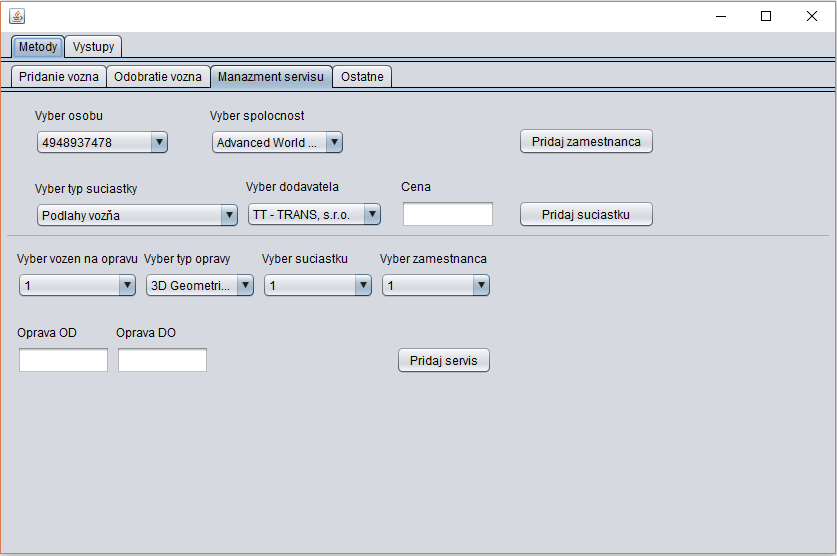 Metody Vystupy
Pridanie vozna Odobratie vozna Manazment servisu Ostatne
Vyber osobu Vyber spolocnost
4948937478 Advanced World ... Pridaj zamestnanca
Vyber typ suciastky Vyber dodavatela Cena
Podlahy vozňa TT - TRANS, s.r.o. Pridaj suciastku
Vyber vozen na opravu Vyber typ opravy Vyber suciastku Vyber zamestnanca
1 3D Geometri... 1 1
Oprava OD Oprava DO
Pridaj servis